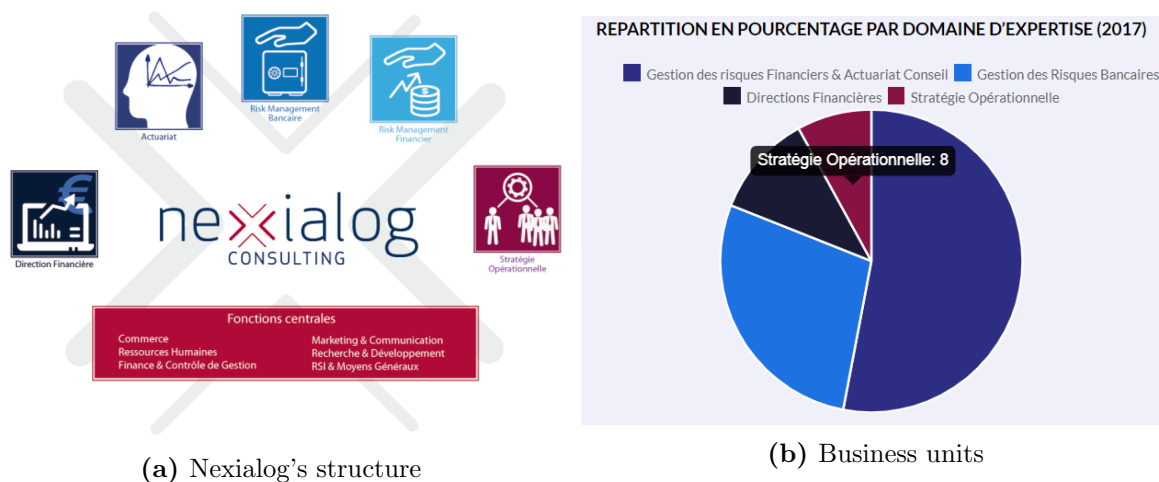 Actuariat
Risk Management
Bancaire
Risk Management
Financier
Direction Financière
nexialog
CONSULTING
Stratégie
Opérationnelle
Fonctions centrales
Commerce
Ressources Humaines
Finance & Contrôle de Gestion
Marketing & Communication
Recherche & Développement
RSI & Moyens Généraux
(a) Nexialog's structure
REPARTITION EN POURCENTAGE PAR DOMAINE D'EXPERTISE (2017)
Gestion des risques Financiers & Actuariat Conseil Gestion des Risques Bancaires
Directions Financières Stratégie Opérationnelle
Stratégie Opérationnelle: 8
(b) Business units